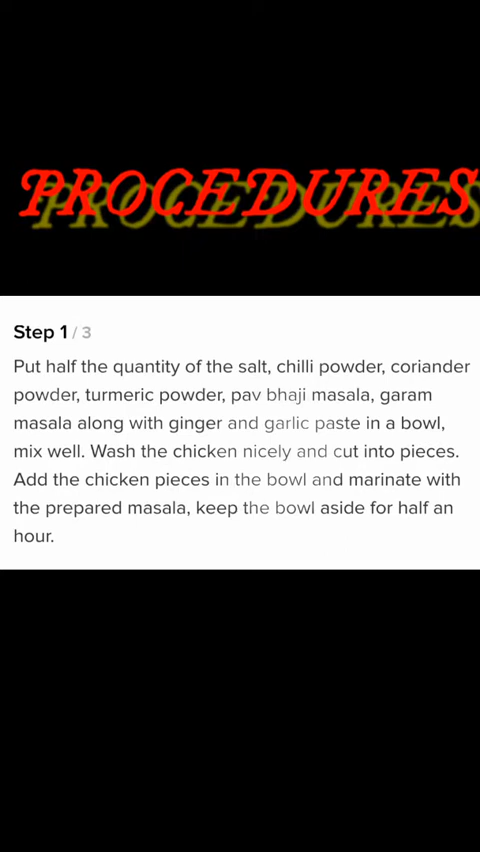 PROCEDURES
Step 1 / 3
Put half the quantity of the salt, chilli powder, coriander
powder, turmeric powder, pav bhaji masala, garam
masala along with ginger and garlic paste in a bowl,
mix well. Wash the chicken nicely and cut into pieces.
Add the chicken pieces in the bowl and marinate with
the prepared masala, keep the bowl aside for half an
hour.